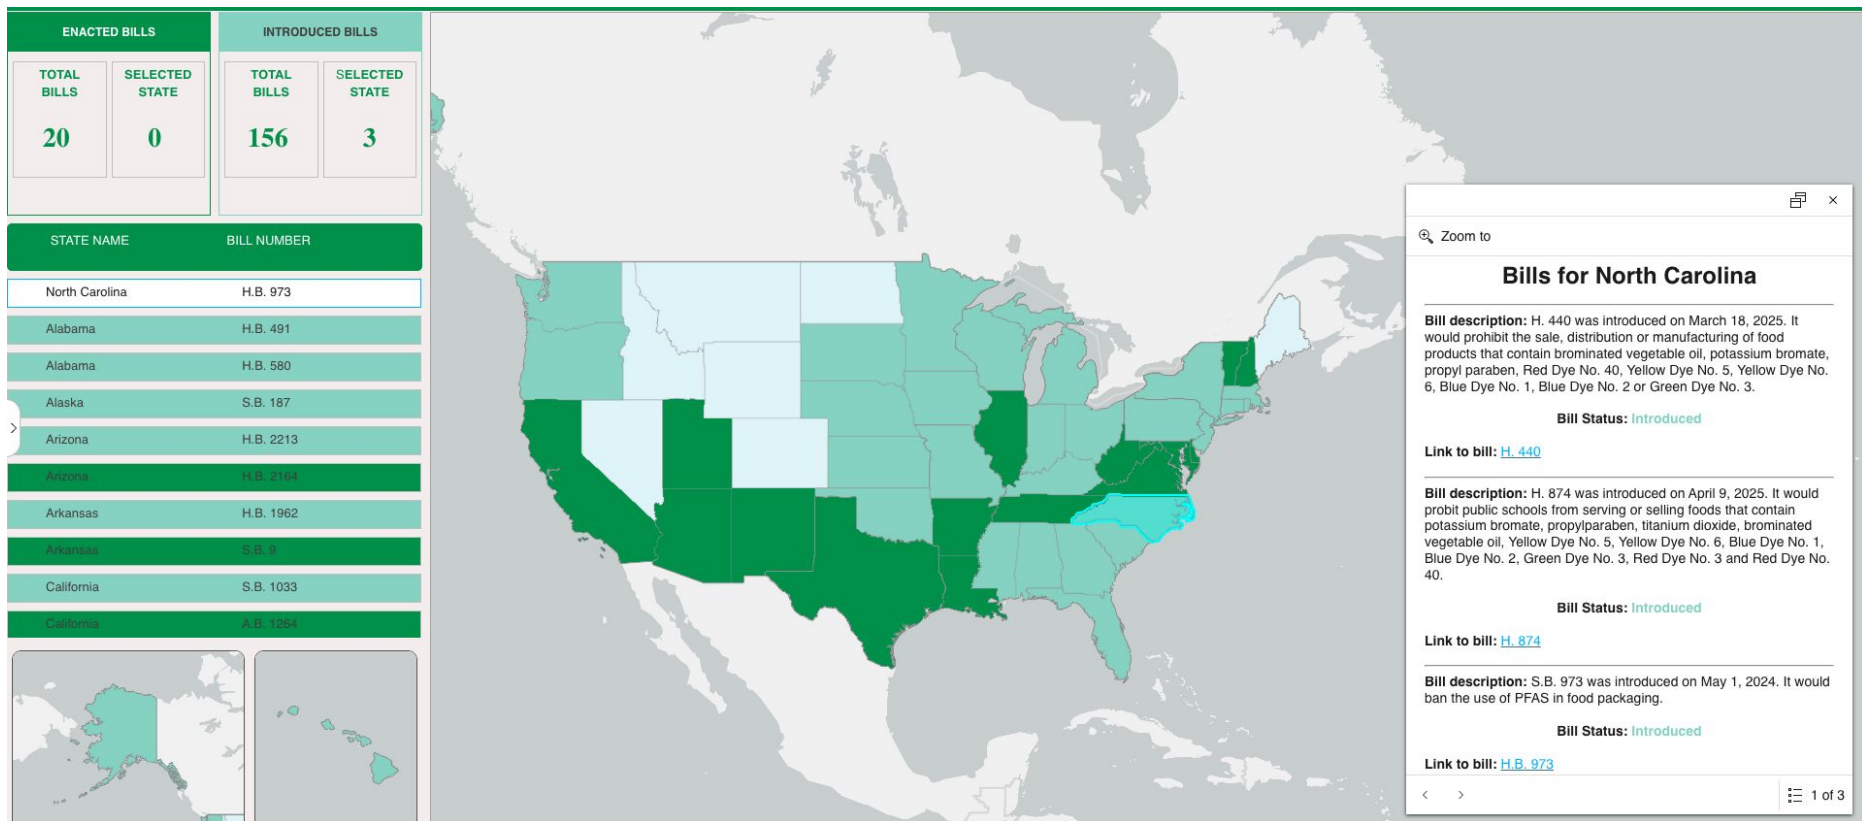 ENACTED BILLS
INTRODUCED BILLS
TOTAL BILLS
20
SELECTED STATE
0
TOTAL BILLS
156
SELECTED STATE
3
STATE NAME BILL NUMBER
North Carolina H.B. 973
Alabama H.B. 491
Alabama H.B. 580
Alaska S.B. 187
Arizona H.B. 2213
Arizona H.B. 2164
Arkansas H.B. 1962
Arkansas S.B. 9
California S.B. 1033
California A.B. 1264
Zoom to
Bills for North Carolina
Bill description: H. 440 was introduced on March 18, 2025. It
would prohibit the sale, distribution or manufacturing of food
products that contain brominated vegetable oil, potassium bromate,
propyl paraben, Red Dye No. 40, Yellow Dye No. 5, Yellow Dye No.
6, Blue Dye No. 1, Blue Dye No. 2 or Green Dye No. 3.
Bill Status: Introduced
Link to bill: H. 440
Bill description: H. 874 was introduced on April 9, 2025. It would
probit public schools from serving or selling foods that contain
potassium bromate, propylparaben, titanium dioxide, brominated
vegetable oil, Yellow Dye No. 5, Yellow Dye No. 6, Blue Dye No. 1,
Blue Dye No. 2, Green Dye No. 3, Red Dye No. 3 and Red Dye No.
40.
Bill Status: Introduced
Link to bill: H. 874
Bill description: S.B. 973 was introduced on May 1, 2024. It would
ban the use of PFAS in food packaging.
Bill Status: Introduced
Link to bill: H.B. 973
1 of 3